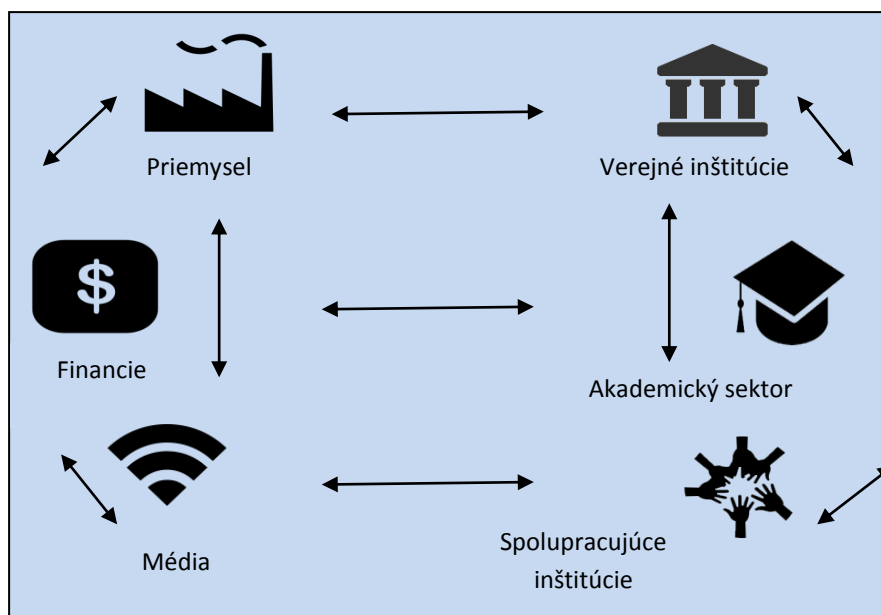 Priemysel
Verejné inštitúcie
$
Financie
Akademický sektor
Média
Spolupracujúce
inštitúcie